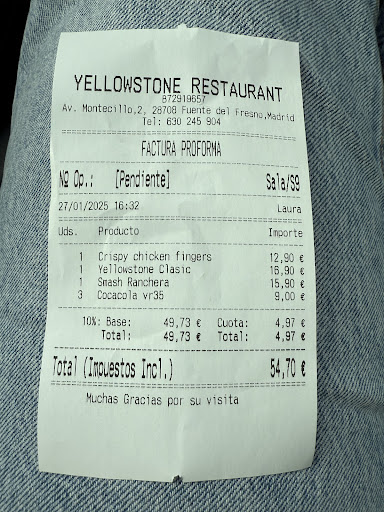 YELLOWSTONE RESTAURANT
B72919657
Av. Montecillo,2, 28708 Fuente del Fresno,Madrid
Tel: 630 245 904
FACTURA PROFORMA
Nº Op.: [Pendiente] Sala/S9
27/01/2025 16:32 Laura
Uds. Producto Importe
1 Crispy chicken fingers 12,90 €
1 Yellowstone Clasic 16,90 €
1 Smash Ranchera 15,90 €
3 Cocacola vr35 9,00 €
10%: Base: 49,73 € Cuota: 4,97 €
Total: 49,73 € Total: 4,97 €
Total (Impuestos Incl.) 54,70 €
Muchas Gracias por su visita